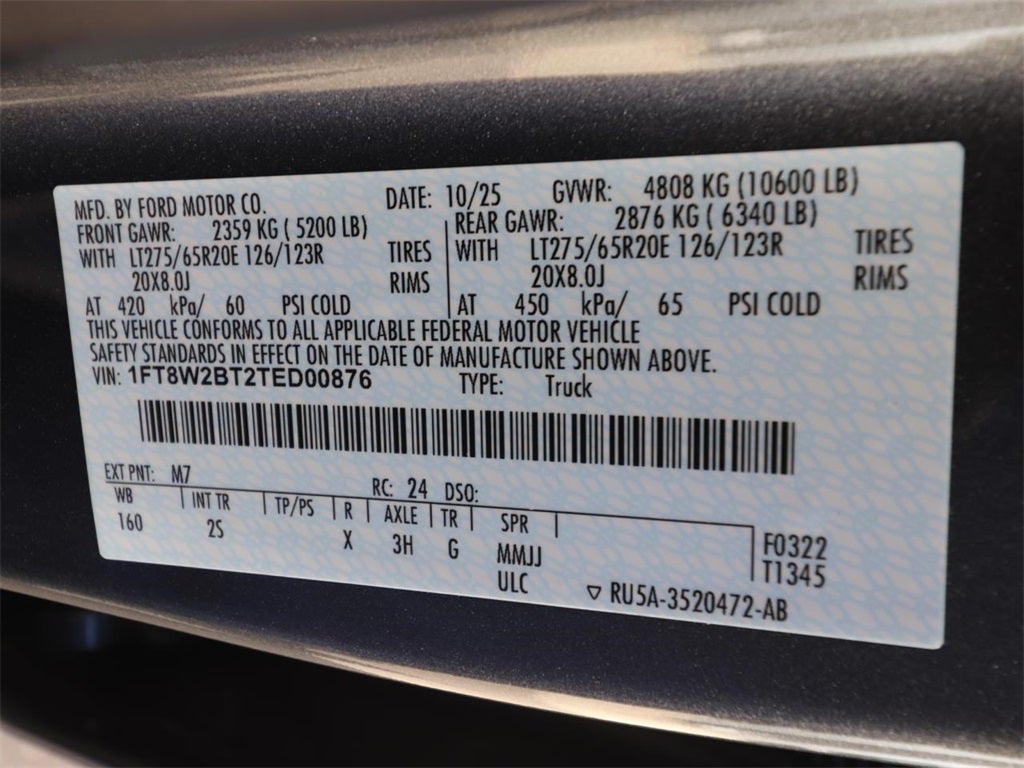 MFD. BY FORD MOTOR CO. DATE: 10/25 GVWR: 4808 KG (10600 LB)
FRONT GAWR: 2359 KG ( 5200 LB) REAR GAWR: 2876 KG ( 6340 LB)
WITH LT275/65R20E 126/123R TIRES WITH LT275/65R20E 126/123R TIRES
20X8.0J RIMS 20X8.0J RIMS
AT 420 kPa/ 60 PSI COLD AT 450 kPa/ 65 PSI COLD
THIS VEHICLE CONFORMS TO ALL APPLICABLE FEDERAL MOTOR VEHICLE
SAFETY STANDARDS IN EFFECT ON THE DATE OF MANUFACTURE SHOWN ABOVE.
VIN: 1FT8W2BT2TED00876 TYPE: Truck
EXT PNT: M7 RC: 24 DSO:
WB INT TR TP/PS R AXLE TR SPR
160 2S X 3H G MMJJ F0322
ULC T1345
RU5A-3520472-AB